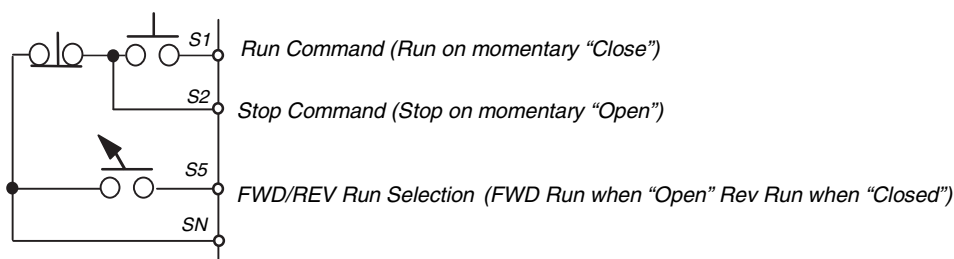 S1 Run Command (Run on momentary “Close”)
S2 Stop Command (Stop on momentary “Open”)
S5 FWD/REV Run Selection (FWD Run when “Open” Rev Run when “Closed”)
SN